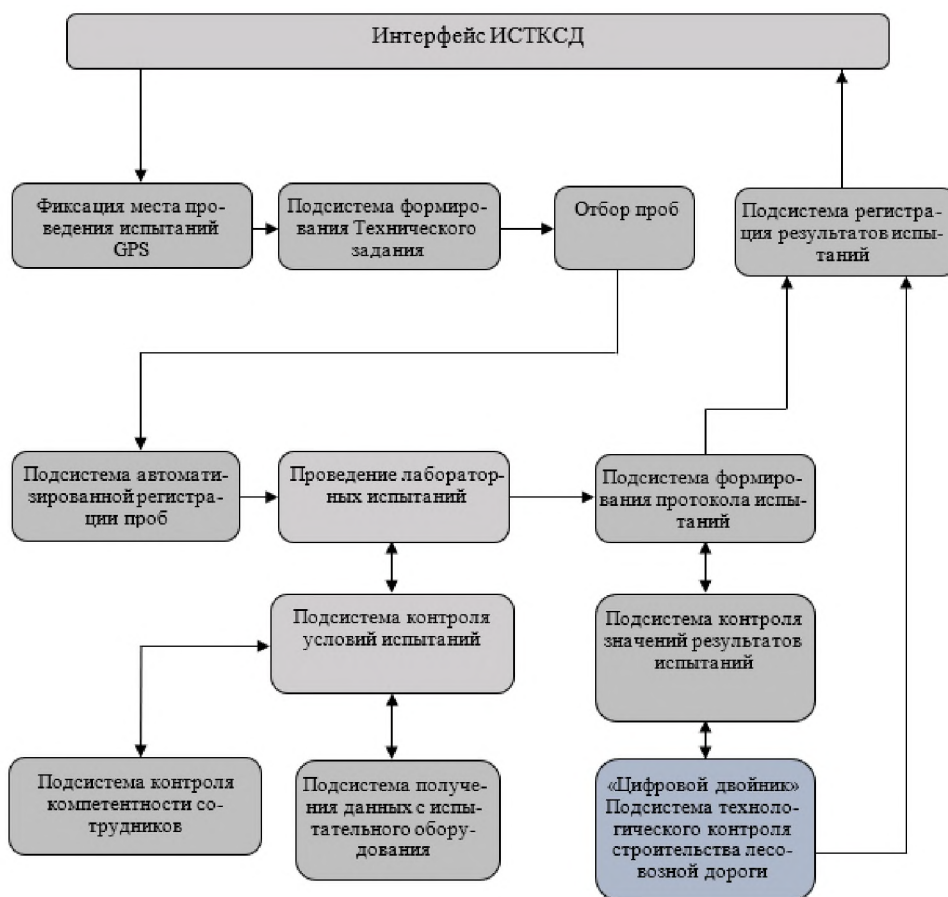 Интерфейс ИСТКСД
Фиксация места про-
ведения испытаний
GPS
Подсистема формиро-
вания Технического
задания
Отбор проб
Подсистема регистра-
ция результатов испы-
таний
Подсистема автомати-
зированной регистра-
ции проб
Проведение лаборатор-
ных испытаний
Подсистема формирова-
ния протокола испы-
таний
Подсистема контроля
условий испытаний
Подсистема контроля
значений результатов
испытаний
Подсистема контроля
компетентности со-
трудников
Подсистема получе-
ния данных с испы-
тательного обору-
дования
«Цифровой двойник»
Подсистема техноло-
гического контроля
строительства лесо-
возной дороги